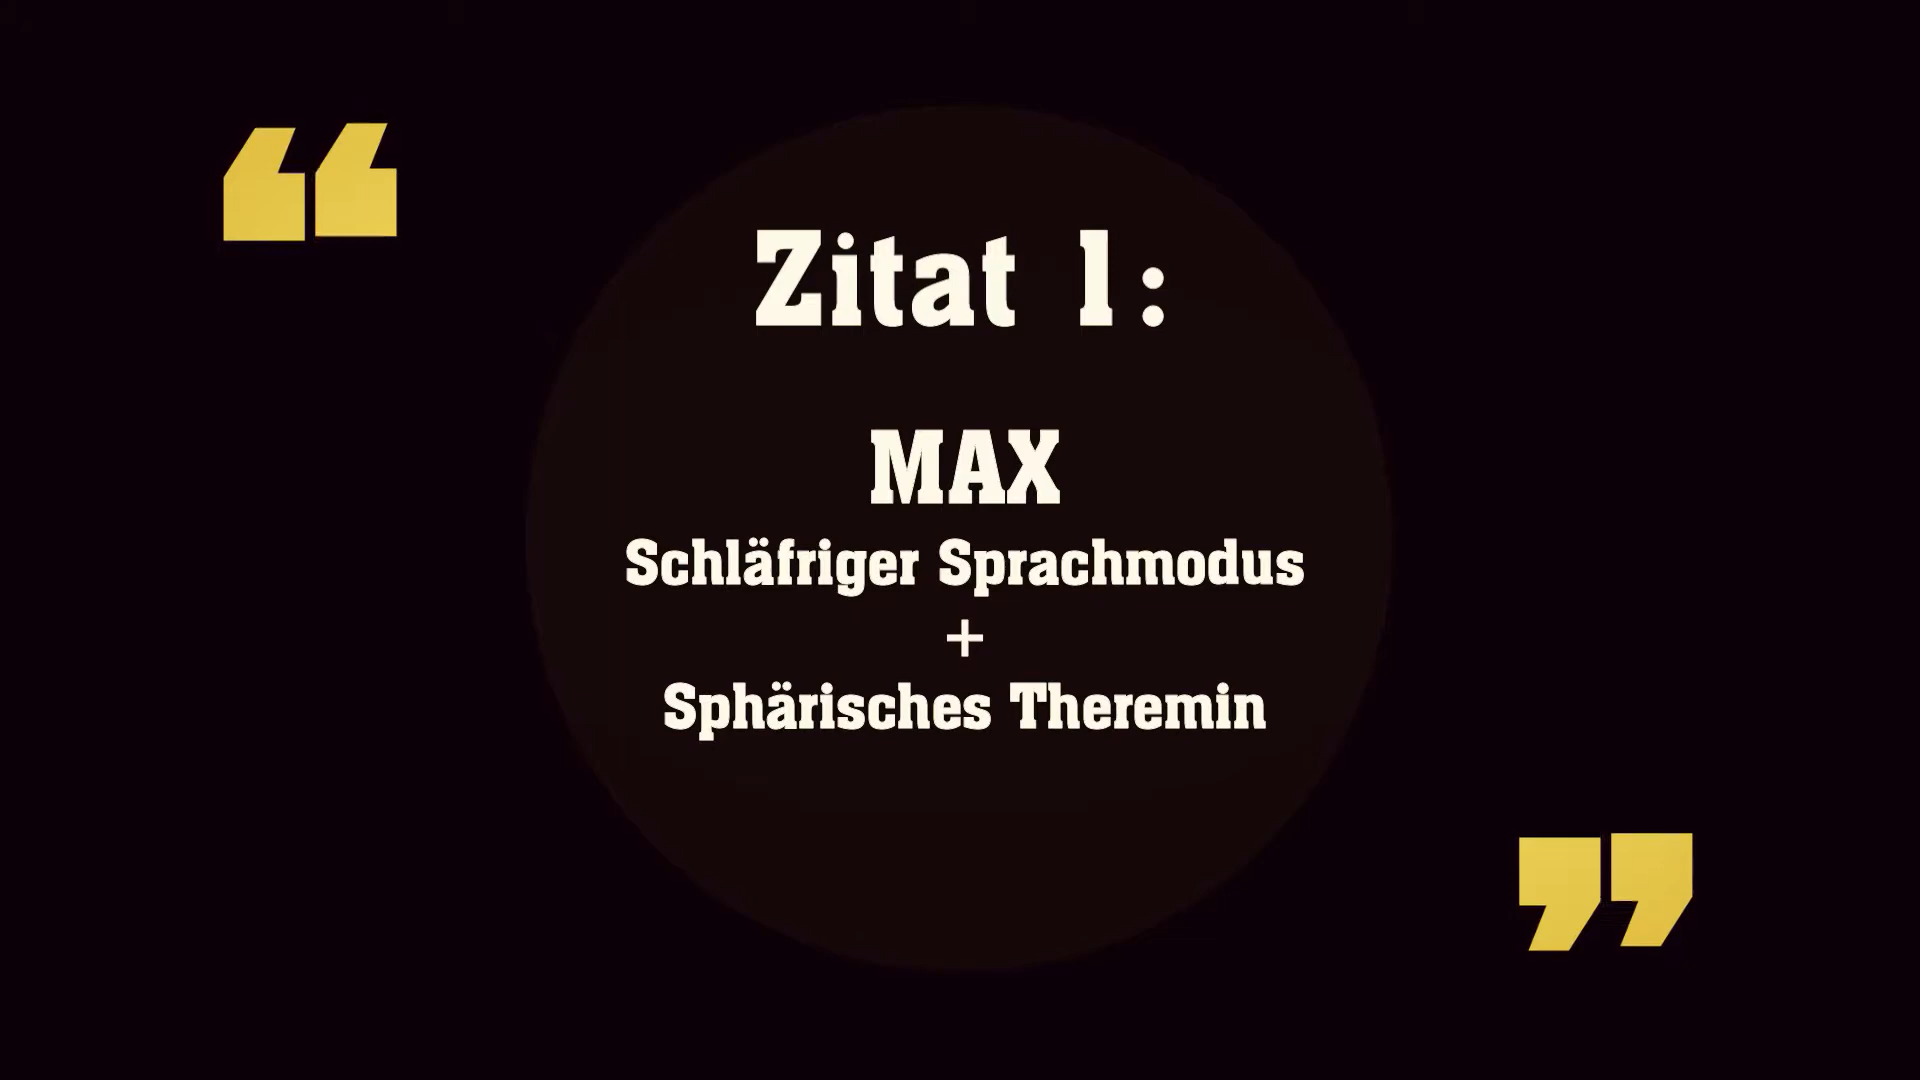 “
Zitat 1:
MAX
Schläfriger Sprachmodus
+
Sphärisches Theremin
”